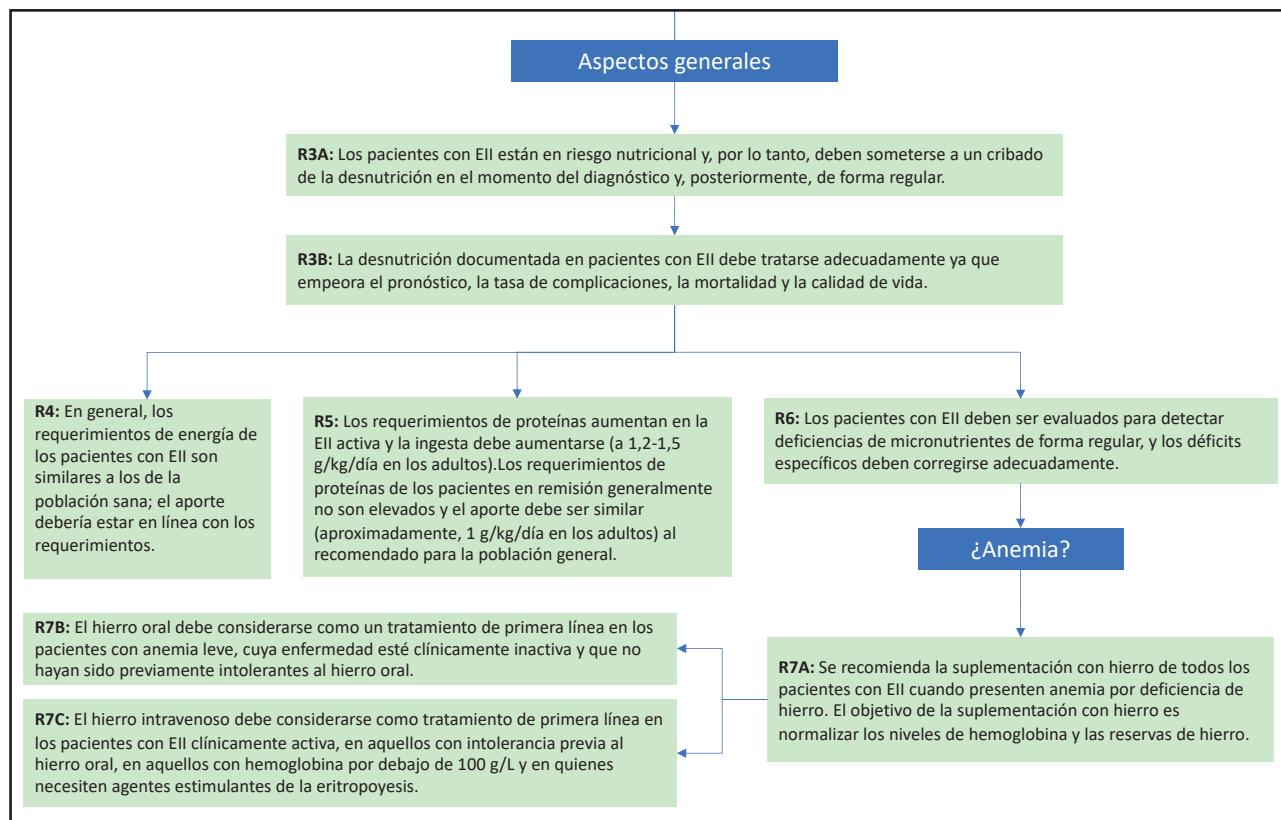 Aspectos generales
R3A: Los pacientes con EII están en riesgo nutricional y, por lo tanto, deben someterse a un cribado
de la desnutrición en el momento del diagnóstico y, posteriormente, de forma regular.
R3B: La desnutrición documentada en pacientes con EII debe tratarse adecuadamente ya que
empeora el pronóstico, la tasa de complicaciones, la mortalidad y la calidad de vida.
R4: En general, los
requerimientos de energía de
los pacientes con EII son
similares a los de la
población sana; el aporte
debería estar en línea con los
requerimientos.
R5: Los requerimientos de proteínas aumentan en la
EII activa y la ingesta debe aumentarse (a 1,2-1,5
g/kg/día en los adultos).Los requerimientos de
proteínas de los pacientes en remisión generalmente
no son elevados y el aporte debe ser similar
(aproximadamente, 1 g/kg/día en los adultos) al
recomendado para la población general.
R6: Los pacientes con EII deben ser evaluados para detectar
deficiencias de micronutrientes de forma regular, y los déficits
específicos deben corregirse adecuadamente.
¿Anemia?
R7A: Se recomienda la suplementación con hierro de todos los
pacientes con EII cuando presenten anemia por deficiencia de
hierro. El objetivo de la suplementación con hierro es
normalizar los niveles de hemoglobina y las reservas de hierro.
R7B: El hierro oral debe considerarse como un tratamiento de primera línea en los
pacientes con anemia leve, cuya enfermedad esté clínicamente inactiva y que no
hayan sido previamente intolerantes al hierro oral.
R7C: El hierro intravenoso debe considerarse como tratamiento de primera línea en
los pacientes con EII clínicamente activa, en aquellos con intolerancia previa al
hierro oral, en aquellos con hemoglobina por debajo de 100 g/L y en quienes
necesiten agentes estimulantes de la eritropoyesis.